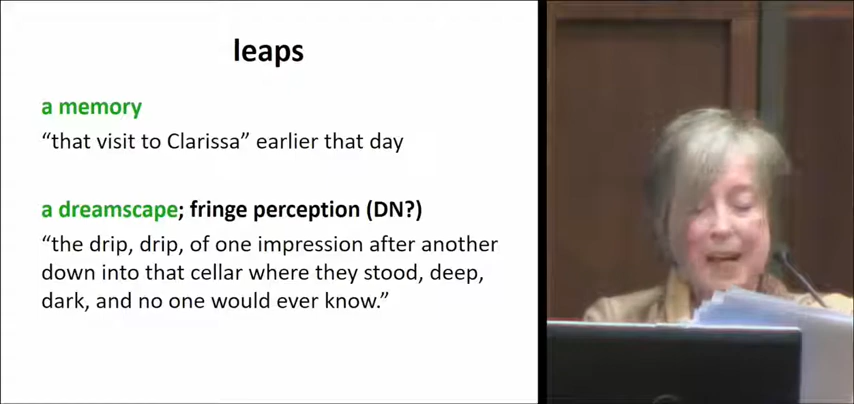 leaps
a memory
“that visit to Clarissa” earlier that day
a dreamscape; fringe perception (DN?)
“the drip, drip, of one impression after another
down into that cellar where they stood, deep,
dark, and no one would ever know.”